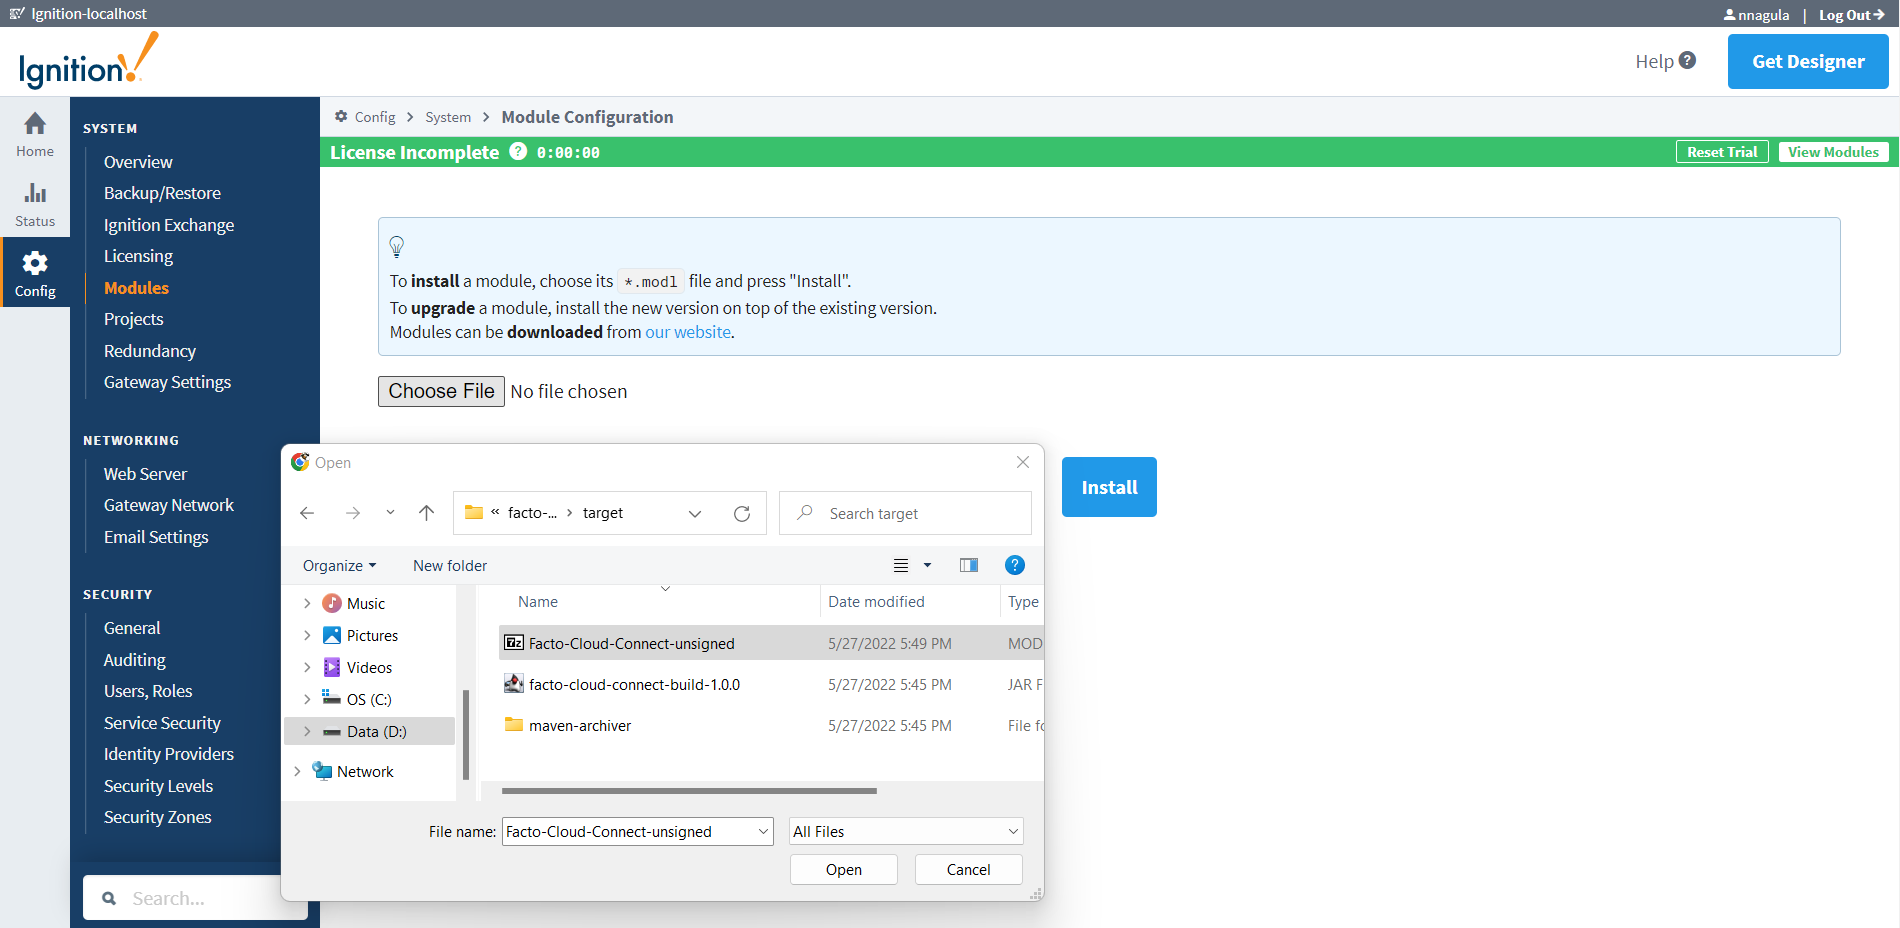 Ignition-localhost
nnagula | Log Out
Ignition!
Help ?
Get Designer
Home
Status
Config
SYSTEM
Overview
Backup/Restore
Ignition Exchange
Licensing
Modules
Projects
Redundancy
Gateway Settings
NETWORKING
Web Server
Gateway Network
Email Settings
SECURITY
General
Auditing
Users, Roles
Service Security
Identity Providers
Security Levels
Security Zones
Search...
Config > System > Module Configuration
License Incomplete ? 0:00:00
Reset Trial
View Modules
To install a module, choose its *.modl file and press "Install".
To upgrade a module, install the new version on top of the existing version.
Modules can be downloaded from our website.
Choose File No file chosen
Install
Open
« facto-... > target
Search target
Organize
New folder
?
Name Date modified Type
Music
Pictures
Videos
OS (C:)
Data (D:)
Network
Facto-Cloud-Connect-unsigned 5/27/2022 5:49 PM MOD
facto-cloud-connect-build-1.0.0 5/27/2022 5:45 PM JAR F
maven-archiver 5/27/2022 5:45 PM File fo
File name: Facto-Cloud-Connect-unsigned
All Files
Open
Cancel